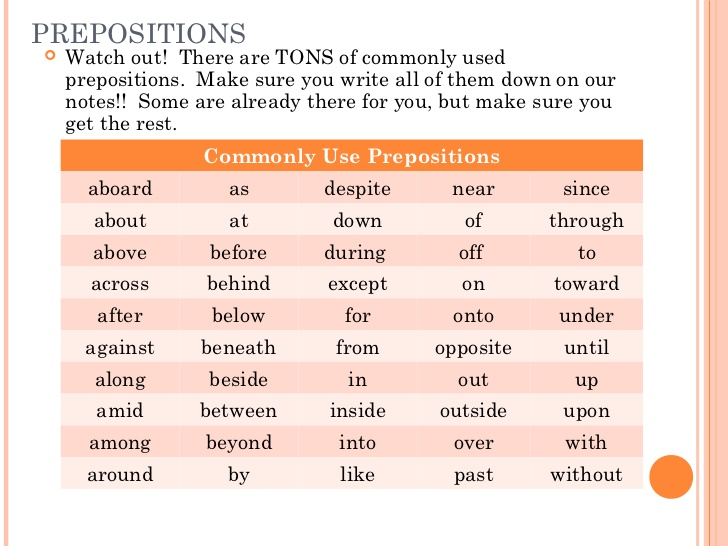 PREPOSITIONS
Watch out! There are TONS of commonly used
prepositions. Make sure you write all of them down on our
notes!! Some are already there for you, but make sure you
get the rest.
Commonly Use Prepositions
aboard as despite near since
about at down of through
above before during off to
across behind except on toward
after below for onto under
against beneath from opposite until
along beside in out up
amid between inside outside upon
among beyond into over with
around by like past without